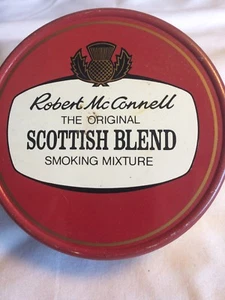 Robert McConnell
THE ORIGINAL
SCOTTISH BLEND
SMOKING MIXTURE